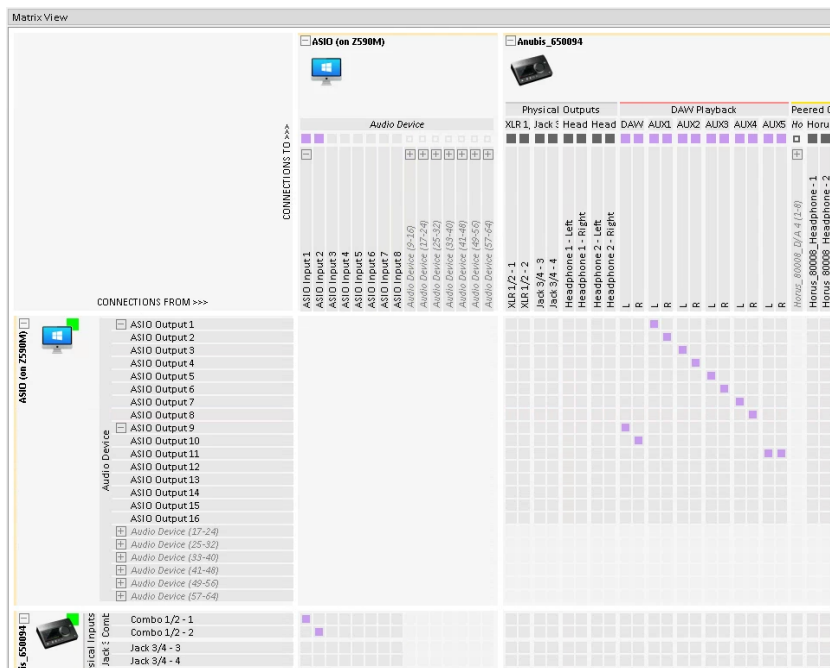 Matrix View
ASIO (on Z590M)
Anubis_650094
Audio Device
Physical Outputs
DAW Playback
Peered
XLR 1, Jack Head Head DAW AUX1 AUX2 AUX3 AUX4 AUX5 Ho Horu
CONNECTIONS TO >>>
ASIO Input 1
ASIO Input 2
ASIO Input 3
ASIO Input 4
ASIO Input 5
ASIO Input 6
ASIO Input 7
ASIO Input 8
Audio Device (9-16)
Audio Device (17-24)
Audio Device (25-32)
Audio Device (33-40)
Audio Device (41-48)
Audio Device (49-56)
Audio Device (57-64)
XLR 1/2 - 1
XLR 1/2 - 2
Jack 3/4 - 3
Jack 3/4 - 4
Headphone 1 - Left
Headphone 1 - Right
Headphone 2 - Left
Headphone 2 - Right
L R L R L R L R L R L R
Horus_80008_D/A 4 (1-8)
Horus_80008_Headphone - 1
Horus_80008_Headphone - 2
CONNECTIONS FROM >>>
ASIO (on Z590M)
Audio Device
ASIO Output 1
ASIO Output 2
ASIO Output 3
ASIO Output 4
ASIO Output 5
ASIO Output 6
ASIO Output 7
ASIO Output 8
ASIO Output 9
ASIO Output 10
ASIO Output 11
ASIO Output 12
ASIO Output 13
ASIO Output 14
ASIO Output 15
ASIO Output 16
Audio Device (17-24)
Audio Device (25-32)
Audio Device (33-40)
Audio Device (41-48)
Audio Device (49-56)
Audio Device (57-64)
is_650094
sical Inputs
Comb
Jack
Combo 1/2 - 1
Combo 1/2 - 2
Jack 3/4 - 3
Jack 3/4 - 4